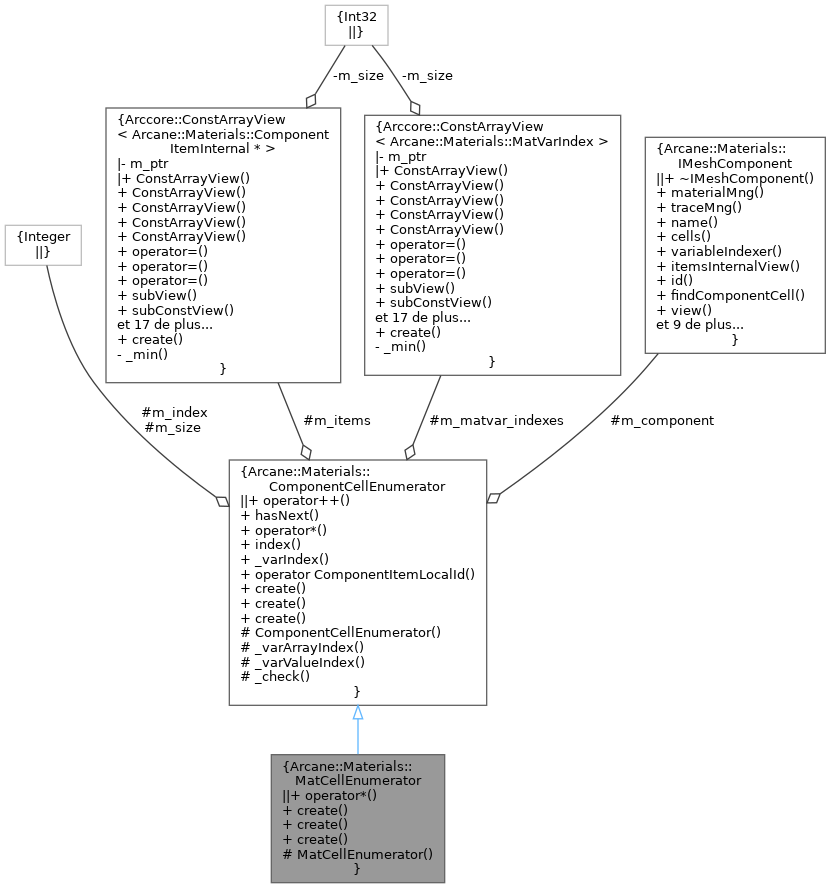 {Int32
||}
-m_size
-m_size
{Arccore::ConstArrayView
< Arcane::Materials::Component
ItemInternal * >
|- m_ptr
|+ ConstArrayView()
+ ConstArrayView()
+ ConstArrayView()
+ ConstArrayView()
+ ConstArrayView()
+ operator=()
+ operator=()
+ operator=()
+ subView()
+ subConstView()
et 17 de plus...
+ create()
- _min()
}
{Arccore::ConstArrayView
< Arcane::Materials::MatVarIndex >
|- m_ptr
|+ ConstArrayView()
+ ConstArrayView()
+ ConstArrayView()
+ ConstArrayView()
+ ConstArrayView()
+ operator=()
+ operator=()
+ operator=()
+ subView()
+ subConstView()
et 17 de plus...
+ create()
- _min()
}
{Arcane::Materials::
IMeshComponent
||+ ~IMeshComponent()
+ materialMng()
+ traceMng()
+ name()
+ cells()
+ variableIndexer()
+ itemsInternalView()
+ id()
+ findComponentCell()
+ view()
et 9 de plus...
}
{Integer
||}
#m_index
#m_size
#m_items
#m_matvar_indexes
#m_component
{Arcane::Materials::
ComponentCellEnumerator
||+ operator++()
+ hasNext()
+ operator*()
+ index()
+ _varIndex()
+ operator ComponentItemLocalId()
+ create()
+ create()
+ create()
# ComponentCellEnumerator()
# _varArrayIndex()
# _varValueIndex()
# _check()
}
{Arcane::Materials::
MatCellEnumerator
||+ operator*()
+ create()
+ create()
+ create()
# MatCellEnumerator()
}